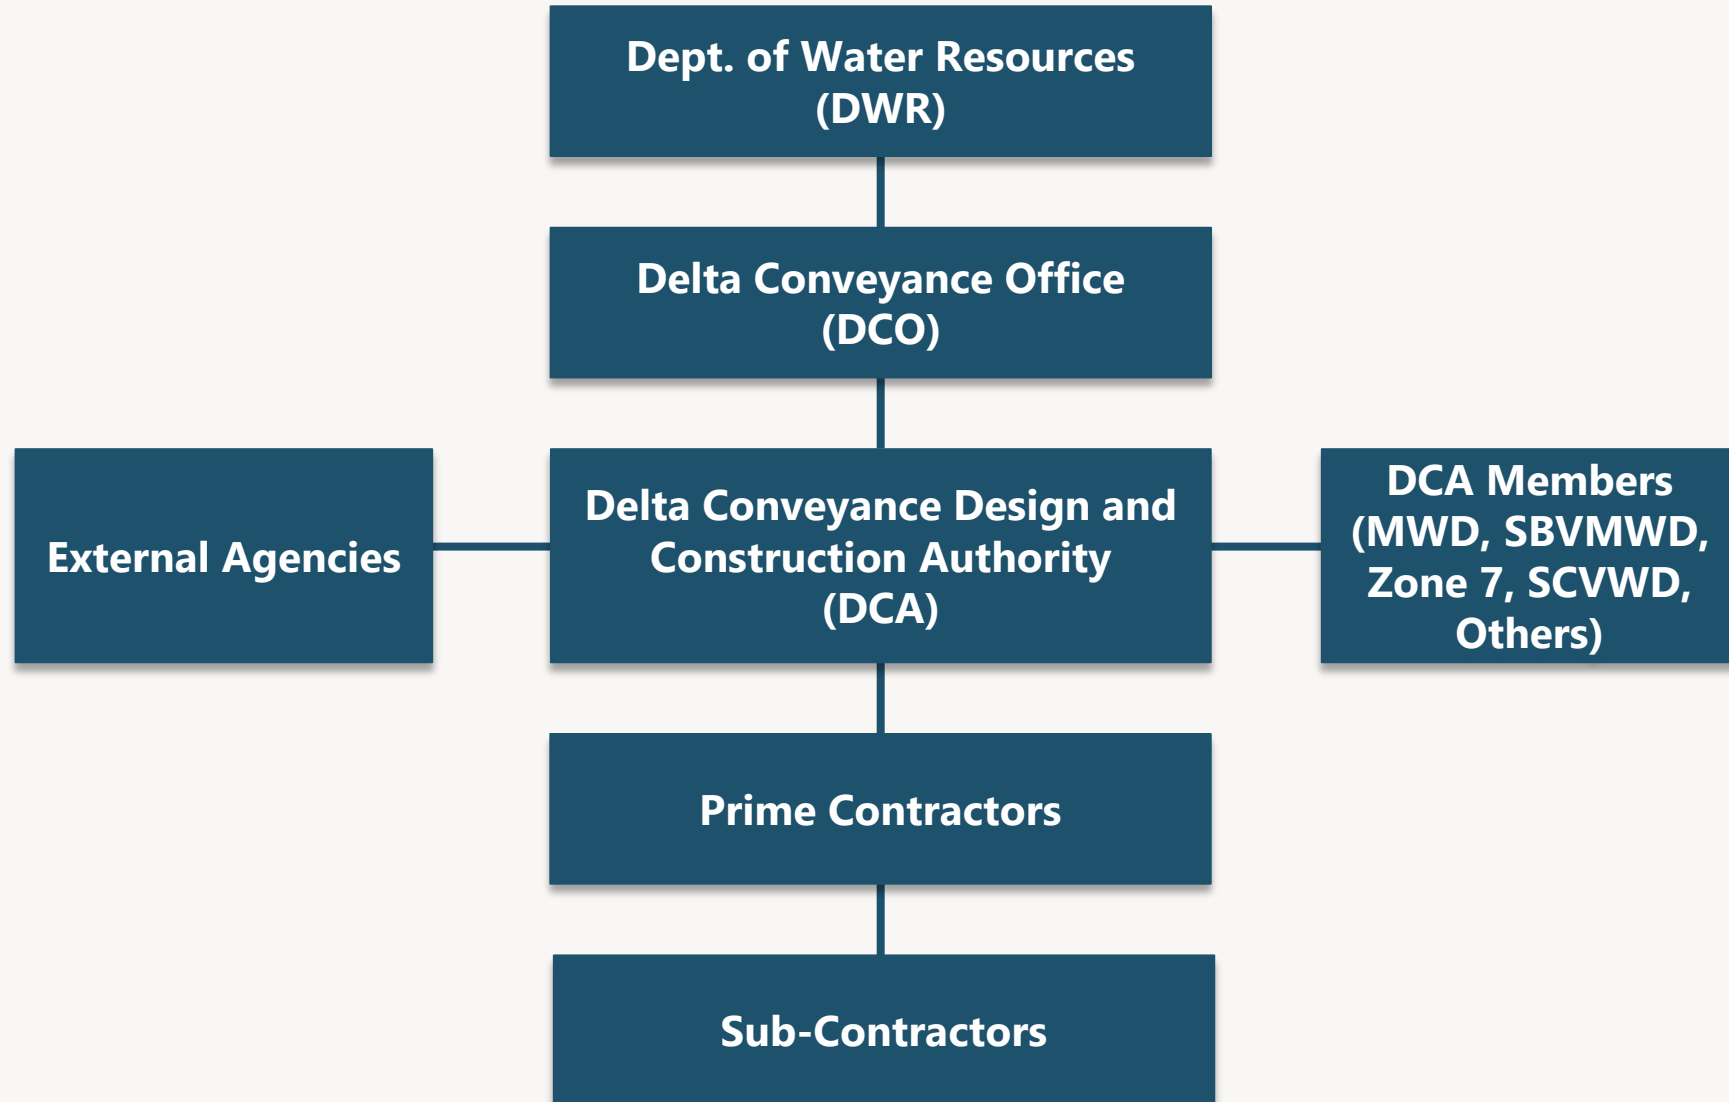 Dept. of Water Resources
(DWR)
Delta Conveyance Office
(DCO)
External Agencies
Delta Conveyance Design and
Construction Authority
(DCA)
DCA Members
(MWD, SBVMWD,
Zone 7, SCVWD,
Others)
Prime Contractors
Sub-Contractors